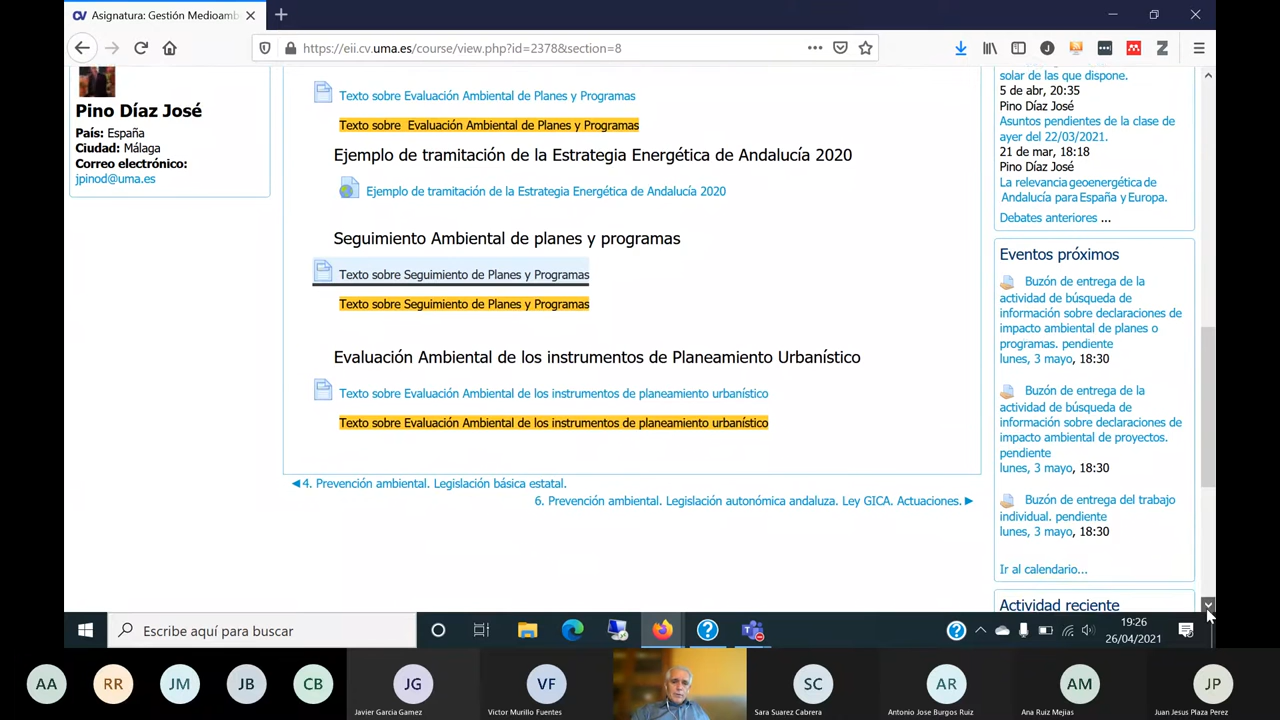 Asignatura: Gestión Medioamb
https://eii.cv.uma.es/course/view.php?id=2378&section=8
Pino Díaz José
País: España
Ciudad: Málaga
Correo electrónico:
jpinod@uma.es
Texto sobre Evaluación Ambiental de Planes y Programas
Texto sobre Evaluación Ambiental de Planes y Programas
Ejemplo de tramitación de la Estrategia Energética de Andalucía 2020
Ejemplo de tramitación de la Estrategia Energética de Andalucía 2020
Seguimiento Ambiental de planes y programas
Texto sobre Seguimiento de Planes y Programas
Texto sobre Seguimiento de Planes y Programas
Evaluación Ambiental de los instrumentos de Planeamiento Urbanístico
Texto sobre Evaluación Ambiental de los instrumentos de planeamiento urbanístico
Texto sobre Evaluación Ambiental de los instrumentos de planeamiento urbanístico
◄4. Prevención ambiental. Legislación básica estatal.
6. Prevención ambiental. Legislación autonómica andaluza. Ley GICA. Actuaciones.►
solar de las que dispone.
5 de abr, 20:35
Pino Díaz José
Asuntos pendientes de la clase de
ayer del 22/03/2021.
21 de mar, 18:18
Pino Díaz José
La relevancia geoenergética de
Andalucía para España y Europa.
Debates anteriores ...
Eventos próximos
Buzón de entrega de la
actividad de búsqueda de
información sobre declaraciones de
impacto ambiental de planes o
programas. pendiente
lunes, 3 mayo, 18:30
Buzón de entrega de la
actividad de búsqueda de
información sobre declaraciones de
impacto ambiental de proyectos.
pendiente
lunes, 3 mayo, 18:30
Buzón de entrega del trabajo
individual. pendiente
lunes, 3 mayo, 18:30
Ir al calendario...
Actividad reciente
Escribe aquí para buscar
19:26
26/04/2021
AA
RR
JM
JB
CB
JG
Javier Garcia Gamez
VF
Victor Murillo Fuentes
SC
Sara Suarez Cabrera
AR
Antonio Jose Burgos Ruiz
AM
Ana Ruiz Mejias
JP
Juan Jesus Plaza Perez